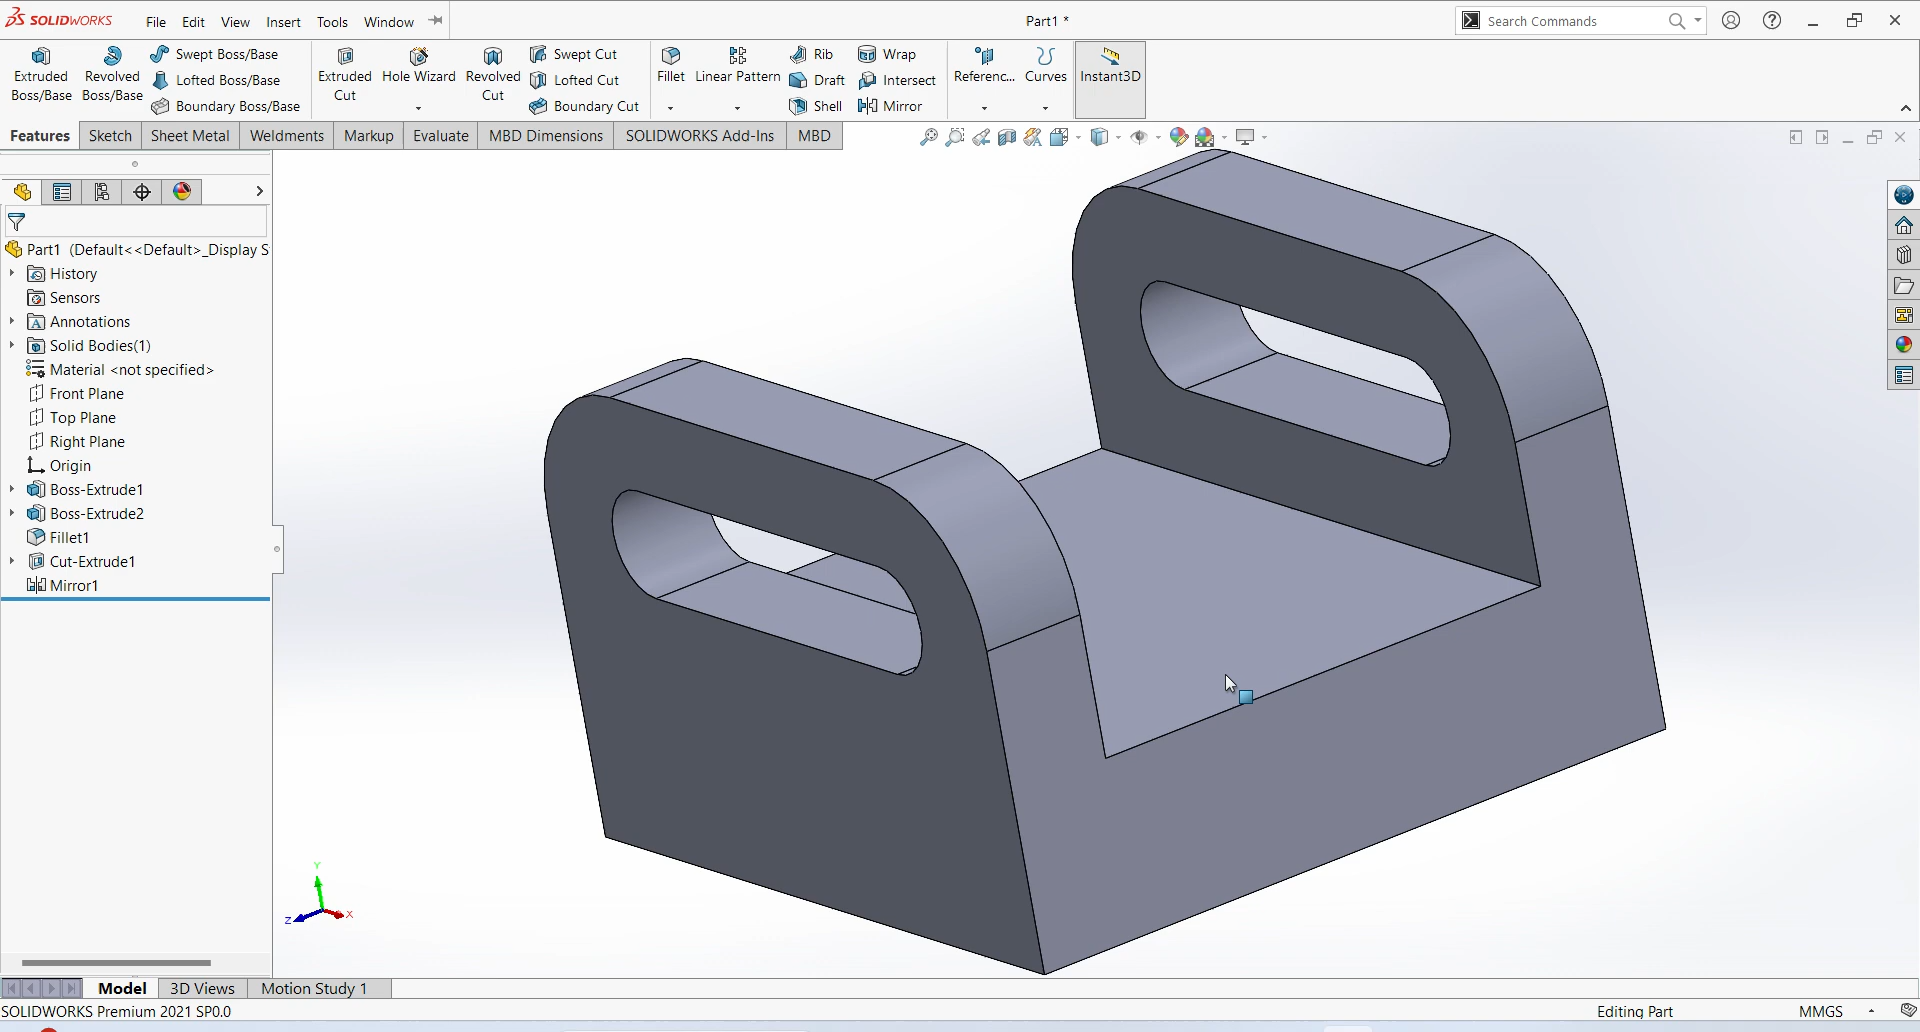 SOLIDWORKS File Edit View Insert Tools Window Part1 * Search Commands
Extruded Boss/Base Revolved Boss/Base Swept Boss/Base Lofted Boss/Base Boundary Boss/Base Extruded Cut Hole Wizard Revolved Cut Swept Cut Lofted Cut Boundary Cut Fillet Linear Pattern Rib Draft Shell Wrap Intersect Mirror Referenc... Curves Instant3D
Features Sketch Sheet Metal Weldments Markup Evaluate MBD Dimensions SOLIDWORKS Add-Ins MBD
Part1 (Default<<Default>_Display S
History
Sensors
Annotations
Solid Bodies(1)
Material <not specified>
Front Plane
Top Plane
Right Plane
Origin
Boss-Extrude1
Boss-Extrude2
Fillet1
Cut-Extrude1
Mirror1
Y
Z X
Model 3D Views Motion Study 1
SOLIDWORKS Premium 2021 SP0.0 Editing Part MMGS